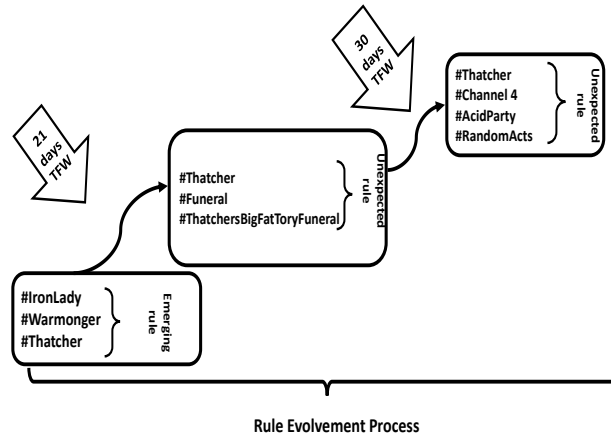 30
days
TFW
#Thatcher
#Channel 4
#AcidParty
#RandomActs
Unexpected
rule
21
days
TFW
#Thatcher
#Funeral
#ThatchersBigFatToryFuneral
Unexpected
rule
#IronLady
#Warmonger
#Thatcher
Emerging
rule
Rule Evolvement Process